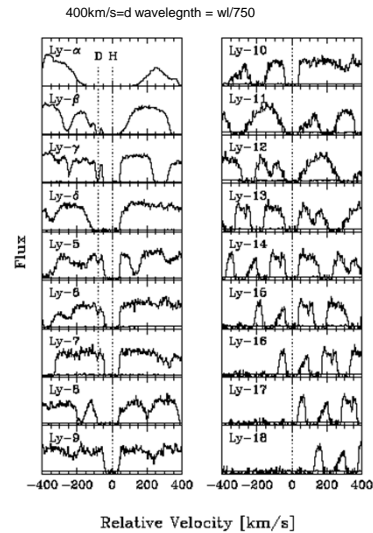 400km/s=d wavelegnth = wl/750
D H
Ly-α
Ly-β
Ly-γ
Ly-δ
Ly-5
Ly-6
Ly-7
Ly-8
Ly-9
Ly-10
Ly-11
Ly-12
Ly-13
Ly-14
Ly-15
Ly-16
Ly-17
Ly-18
Flux
-400 -200 0 200 400
-400 -200 0 200 400
Relative Velocity [km/s]